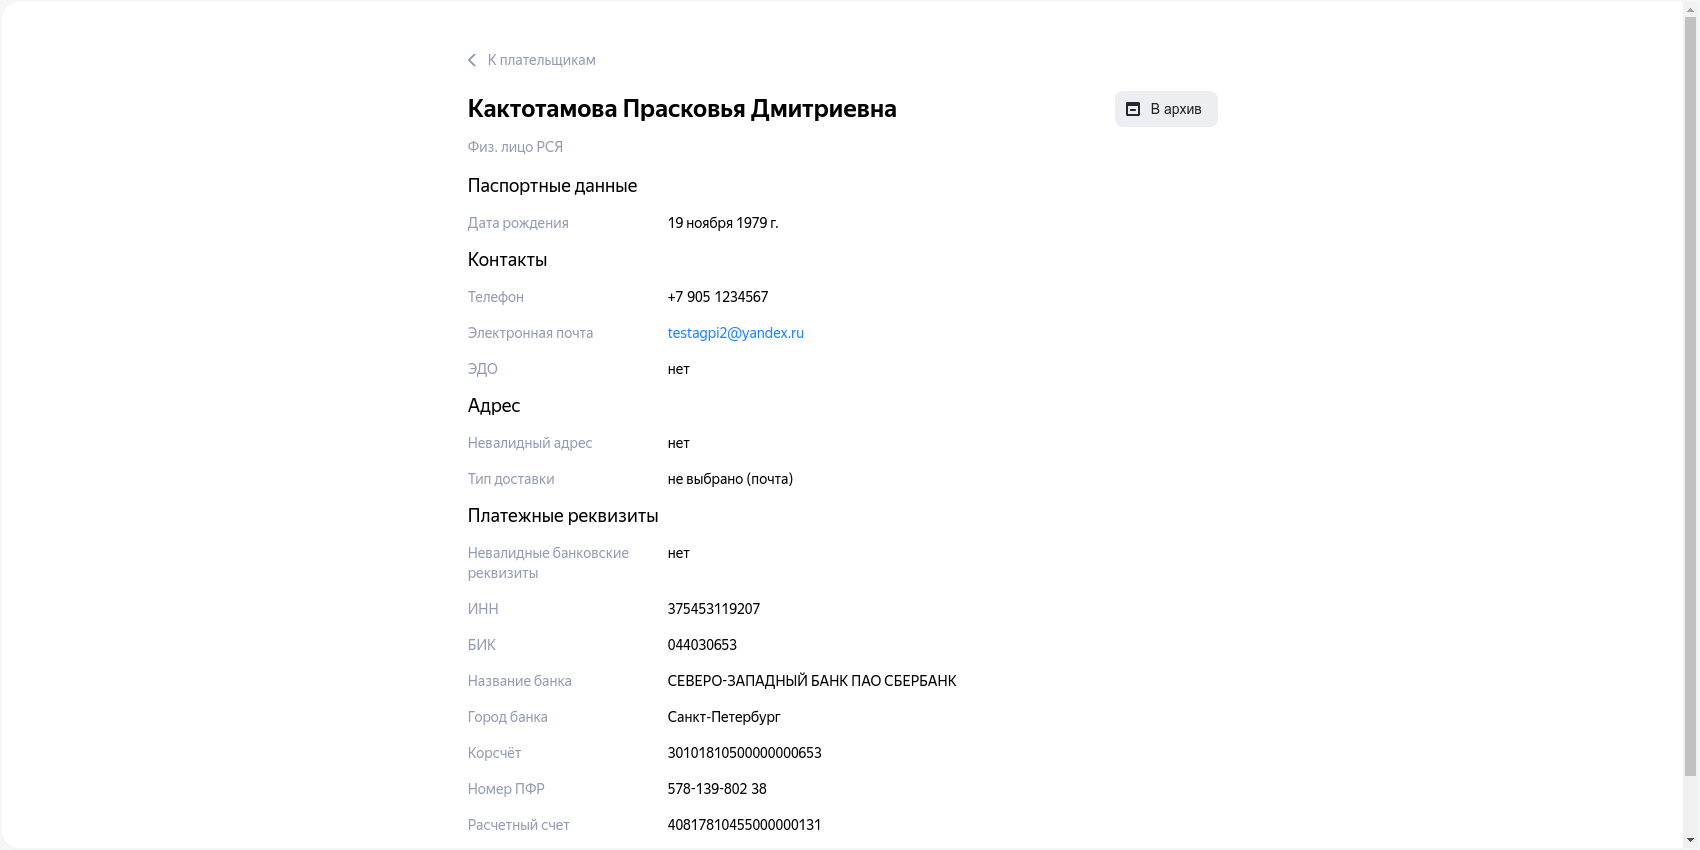 К плательщикам
Кактотамова Прасковья Дмитриевна
В архив
Физ. лицо РСЯ
Паспортные данные
Дата рождения 19 ноября 1979 г.
Контакты
Телефон +7 905 1234567
Электронная почта testagpi2@yandex.ru
ЭДО нет
Адрес
Невалидный адрес нет
Тип доставки не выбрано (почта)
Платежные реквизиты
Невалидные банковские нет
реквизиты
ИНН 375453119207
БИК 044030653
Название банка СЕВЕРО-ЗАПАДНЫЙ БАНК ПАО СБЕРБАНК
Город банка Санкт-Петербург
Корсчёт 30101810500000000653
Номер ПФР 578-139-802 38
Расчетный счет 40817810455000000131